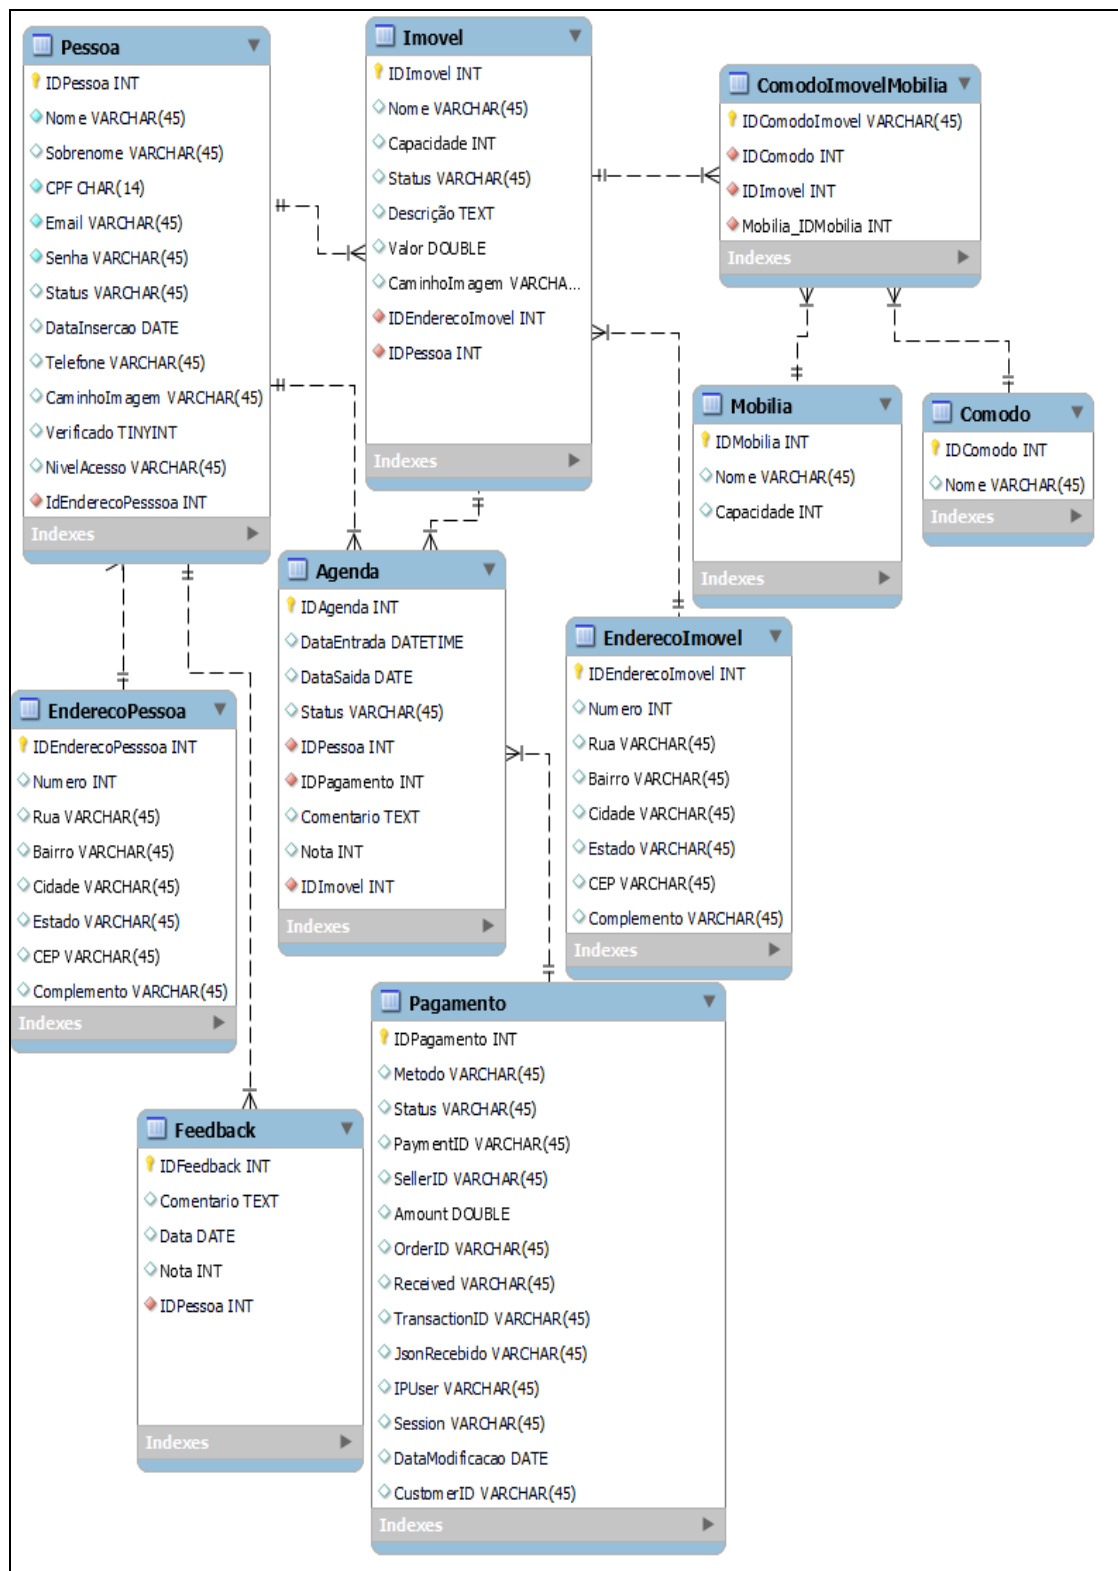 Pessoa
IDPessoa INT
Nome VARCHAR(45)
Sobrenome VARCHAR(45)
CPF CHAR(14)
Email VARCHAR(45)
Senha VARCHAR(45)
Status VARCHAR(45)
DataInsercao DATE
Telefone VARCHAR(45)
CaminhoImagem VARCHAR(45)
Verificado TINYINT
NivelAcesso VARCHAR(45)
IdEnderecoPesssoa INT
Indexes
Imovel
IDImovel INT
Nome VARCHAR(45)
Capacidade INT
Status VARCHAR(45)
Descrição TEXT
Valor DOUBLE
CaminhoImagem VARCHA...
IDEnderecoImovel INT
IDPessoa INT
Indexes
ComodoImovelMobilia
IDComodoImovel VARCHAR(45)
IDComodo INT
IDImovel INT
Mobilia_IDMobilia INT
Indexes
Mobilia
IDMobilia INT
Nome VARCHAR(45)
Capacidade INT
Indexes
Comodo
IDComodo INT
Nome VARCHAR(45)
Indexes
Agenda
IDAgenda INT
DataEntrada DATETIME
DataSaida DATE
Status VARCHAR(45)
IDPessoa INT
IDPagamento INT
Comentario TEXT
Nota INT
IDImovel INT
Indexes
EnderecoImovel
IDEnderecoImovel INT
Numero INT
Rua VARCHAR(45)
Bairro VARCHAR(45)
Cidade VARCHAR(45)
Estado VARCHAR(45)
CEP VARCHAR(45)
Complemento VARCHAR(45)
Indexes
EnderecoPessoa
IDEnderecoPesssoa INT
Numero INT
Rua VARCHAR(45)
Bairro VARCHAR(45)
Cidade VARCHAR(45)
Estado VARCHAR(45)
CEP VARCHAR(45)
Complemento VARCHAR(45)
Indexes
Pagamento
IDPagamento INT
Metodo VARCHAR(45)
Status VARCHAR(45)
PaymentID VARCHAR(45)
SellerID VARCHAR(45)
Amount DOUBLE
OrderID VARCHAR(45)
Received VARCHAR(45)
TransactionID VARCHAR(45)
JsonRecebido VARCHAR(45)
IPUser VARCHAR(45)
Session VARCHAR(45)
DataModificacao DATE
CustomerID VARCHAR(45)
Indexes
Feedback
IDFeedback INT
Comentario TEXT
Data DATE
Nota INT
IDPessoa INT
Indexes